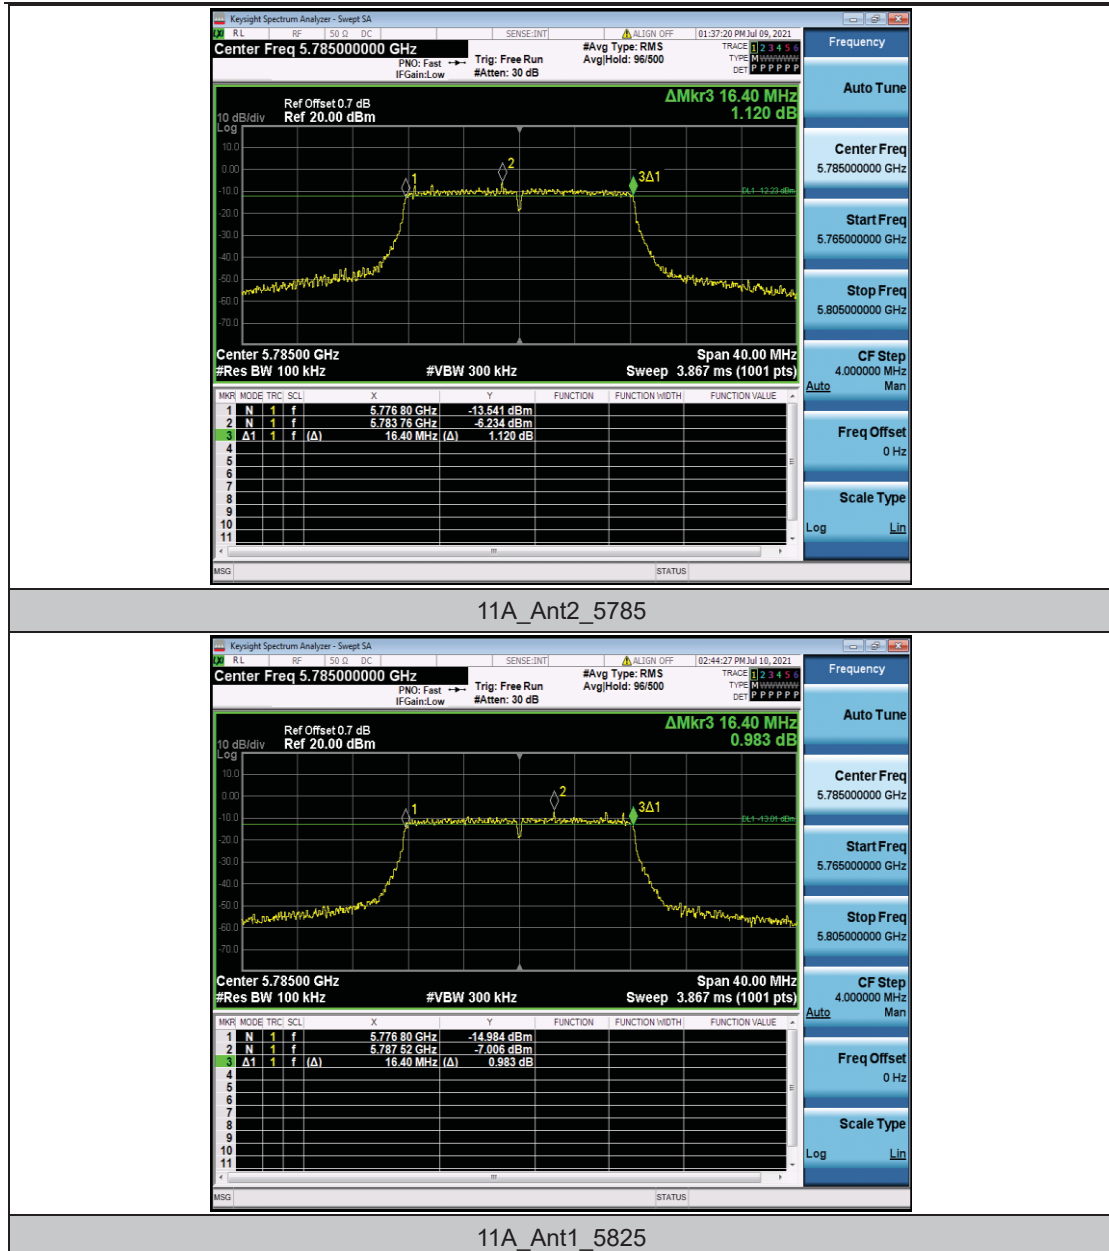 Keysight Spectrum Analyzer - Swept SA
RL RF 50 Ω DC SENSE:INT ALIGN OFF 01:37:20 PM Jul 09, 2021
Center Freq 5.785000000 GHz
PNO: Fast
IFGain:Low
Trig: Free Run
#Atten: 30 dB
#Avg Type: RMS
Avg|Hold: 96/500
TRACE 1 2 3 4 5 6
TYPE M W W W W W
DET P P P P P P
ΔMkr3 16.40 MHz
1.120 dB
Ref Offset 0.7 dB
10 dB/div Ref 20.00 dBm
Log
10.0
0.00
-10.0
-20.0
-30.0
-40.0
-50.0
-60.0
-70.0
1
2
3Δ1
DL1 -12.23 dBm
Center 5.78500 GHz Span 40.00 MHz
#Res BW 100 kHz #VBW 300 kHz Sweep 3.867 ms (1001 pts)
MKR MODE TRC SCL X Y FUNCTION FUNCTION WIDTH FUNCTION VALUE
1 N 1 f 5.776 80 GHz -13.541 dBm
2 N 1 f 5.783 76 GHz -6.234 dBm
3 Δ1 1 f (Δ) 16.40 MHz (Δ) 1.120 dB
4
5
6
7
8
9
10
11
MSG STATUS
Frequency
Auto Tune
Center Freq
5.785000000 GHz
Start Freq
5.765000000 GHz
Stop Freq
5.805000000 GHz
CF Step
4.000000 MHz
Auto Man
Freq Offset
0 Hz
Scale Type
Log Lin
11A_Ant2_5785
Keysight Spectrum Analyzer - Swept SA
RL RF 50 Ω DC SENSE:INT ALIGN OFF 02:44:27 PM Jul 10, 2021
Center Freq 5.785000000 GHz
PNO: Fast
IFGain:Low
Trig: Free Run
#Atten: 30 dB
#Avg Type: RMS
Avg|Hold: 96/500
TRACE 1 2 3 4 5 6
TYPE M W W W W W
DET P P P P P P
ΔMkr3 16.40 MHz
0.983 dB
Ref Offset 0.7 dB
10 dB/div Ref 20.00 dBm
Log
10.0
0.00
-10.0
-20.0
-30.0
-40.0
-50.0
-60.0
-70.0
1
2
3Δ1
DL1 -13.01 dBm
Center 5.78500 GHz Span 40.00 MHz
#Res BW 100 kHz #VBW 300 kHz Sweep 3.867 ms (1001 pts)
MKR MODE TRC SCL X Y FUNCTION FUNCTION WIDTH FUNCTION VALUE
1 N 1 f 5.776 80 GHz -14.984 dBm
2 N 1 f 5.787 52 GHz -7.006 dBm
3 Δ1 1 f (Δ) 16.40 MHz (Δ) 0.983 dB
4
5
6
7
8
9
10
11
MSG STATUS
Frequency
Auto Tune
Center Freq
5.785000000 GHz
Start Freq
5.765000000 GHz
Stop Freq
5.805000000 GHz
CF Step
4.000000 MHz
Auto Man
Freq Offset
0 Hz
Scale Type
Log Lin
11A_Ant1_5825